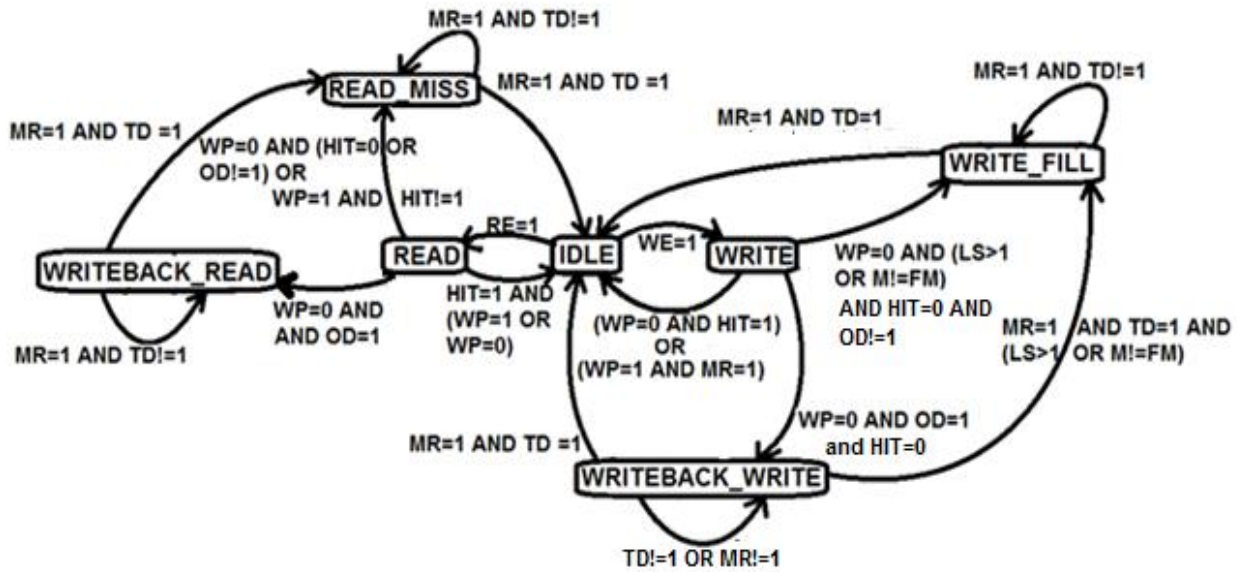 MR=1 AND TD!=1
READ_MISS
MR=1 AND TD =1
MR=1 AND TD!=1
MR=1 AND TD =1
WP=0 AND (HIT=0 OR
OD!=1) OR
WP=1 AND HIT!=1
MR=1 AND TD=1
WRITE_FILL
RE=1
READ
IDLE
WE=1
WRITE
WRITEBACK_READ
WP=0 AND
AND OD=1
HIT=1 AND
(WP=1 OR
WP=0)
(WP=0 AND HIT=1)
OR
(WP=1 AND MR=1)
WP=0 AND (LS>1
OR M!=FM)
AND HIT=0 AND
OD!=1
MR=1 AND TD=1 AND
(LS>1 OR M!=FM)
MR=1 AND TD!=1
WP=0 AND OD=1
and HIT=0
MR=1 AND TD =1
WRITEBACK_WRITE
TD!=1 OR MR!=1